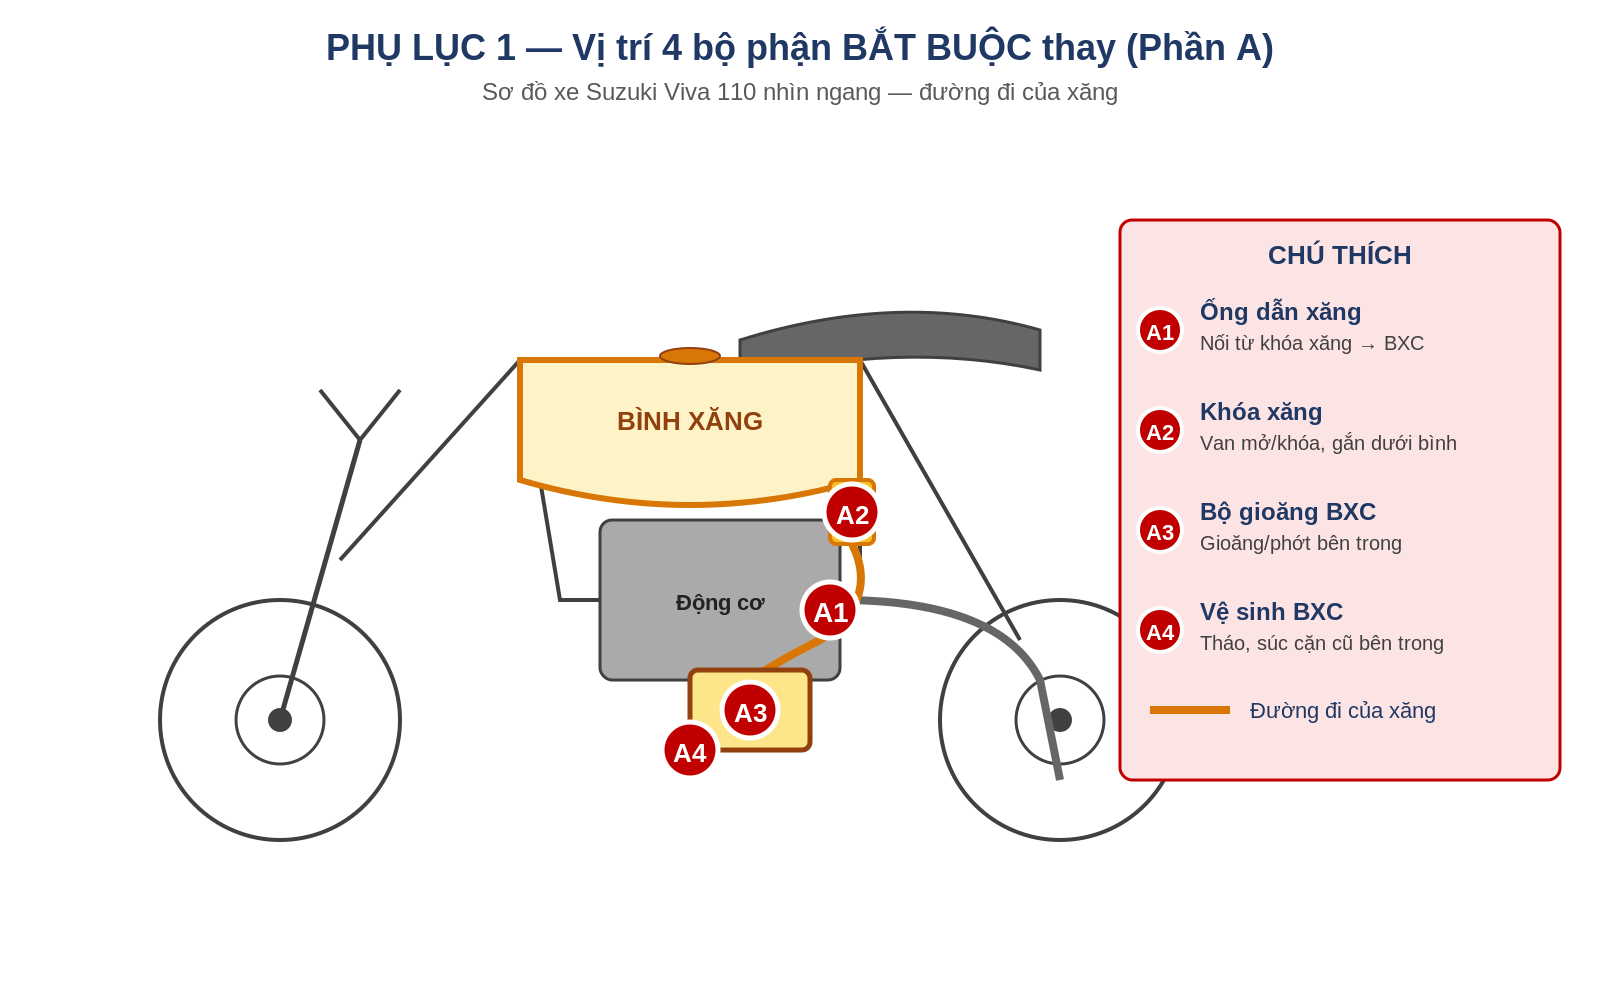 PHỤ LỤC 1 — Vị trí 4 bộ phận BẮT BUỘC thay (Phần A)
Sơ đồ xe Suzuki Viva 110 nhìn ngang — đường đi của xăng
BÌNH XĂNG
A2
Động cơ
A1
A3
A4
CHÚ THÍCH
A1
Ống dẫn xăng
Nối từ khóa xăng → BXC
A2
Khóa xăng
Van mở/khóa, gắn dưới bình
A3
Bộ gioăng BXC
Gioăng/phớt bên trong
A4
Vệ sinh BXC
Tháo, súc cặn cũ bên trong
Đường đi của xăng